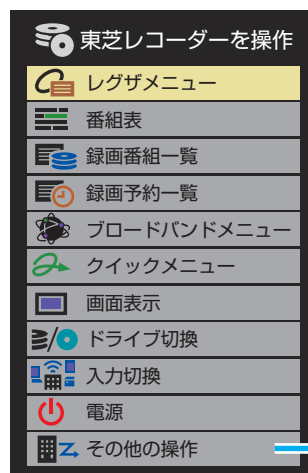 東芝レコーダーを操作
レグザメニュー
番組表
録画番組一覧
録画予約一覧
ブロードバンドメニュー
クイックメニュー
画面表示
ドライブ切換
入力切換
電源
その他の操作